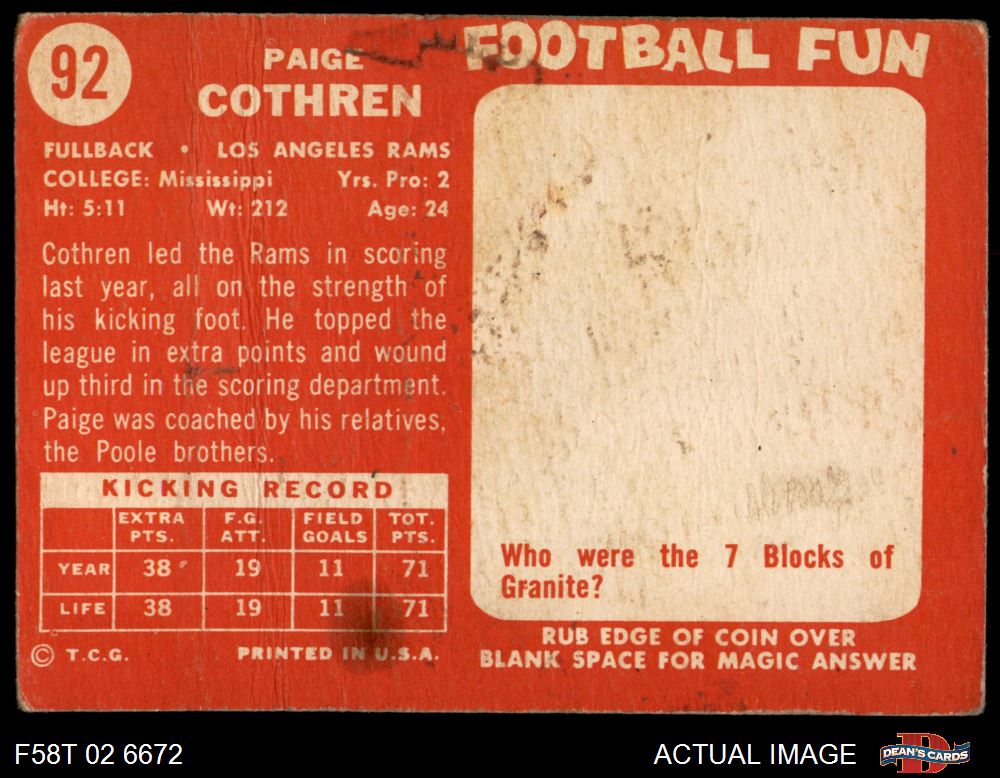 92
PAIGE
COTHREN
FULLBACK • LOS ANGELES RAMS
COLLEGE: Mississippi Yrs. Pro: 2
Ht: 5:11 Wt: 212 Age: 24
Cothren led the Rams in scoring
last year, all on the strength of
his kicking foot. He topped the
league in extra points and wound
up third in the scoring department.
Paige was coached by his relatives,
the Poole brothers.
KICKING RECORD
EXTRA PTS. F.G. ATT. FIELD GOALS TOT. PTS.
YEAR 38 19 11 71
LIFE 38 19 11 71
© T.C.G. PRINTED IN U.S.A.
FOOTBALL FUN
Who were the 7 Blocks of
Granite?
RUB EDGE OF COIN OVER
BLANK SPACE FOR MAGIC ANSWER
F58T 02 6672
ACTUAL IMAGE
DEAN'S CARDS